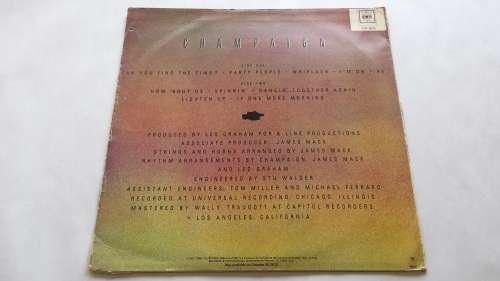 CBS
CHAMPAIGN
SIDE ONE
CAN YOU FIND THE TIME? • PARTY PEOPLE • WHIPLASH • I'M ON FIRE
SIDE TWO
HOW 'BOUT US • SPINNIN' • DANCIN' TOGETHER AGAIN
LIGHTEN UP • IF ONE MORE MORNING
PRODUCED BY LEO GRAHAM FOR A LINE PRODUCTIONS
ASSOCIATE PRODUCER, JAMES MACK
STRINGS AND HORNS ARRANGED BY JAMES MACK
RHYTHM ARRANGEMENTS BY CHAMPAIGN, JAMES MACK
AND LEO GRAHAM
ENGINEERED BY STU WALDER
ASSISTANT ENGINEERS, TOM MILLER AND MICHAEL FERRARO
RECORDED AT UNIVERSAL RECORDING, CHICAGO, ILLINOIS
MASTERED BY WALLY TRAUGOTT AT CAPITOL RECORDERS,
LOS ANGELES, CALIFORNIA